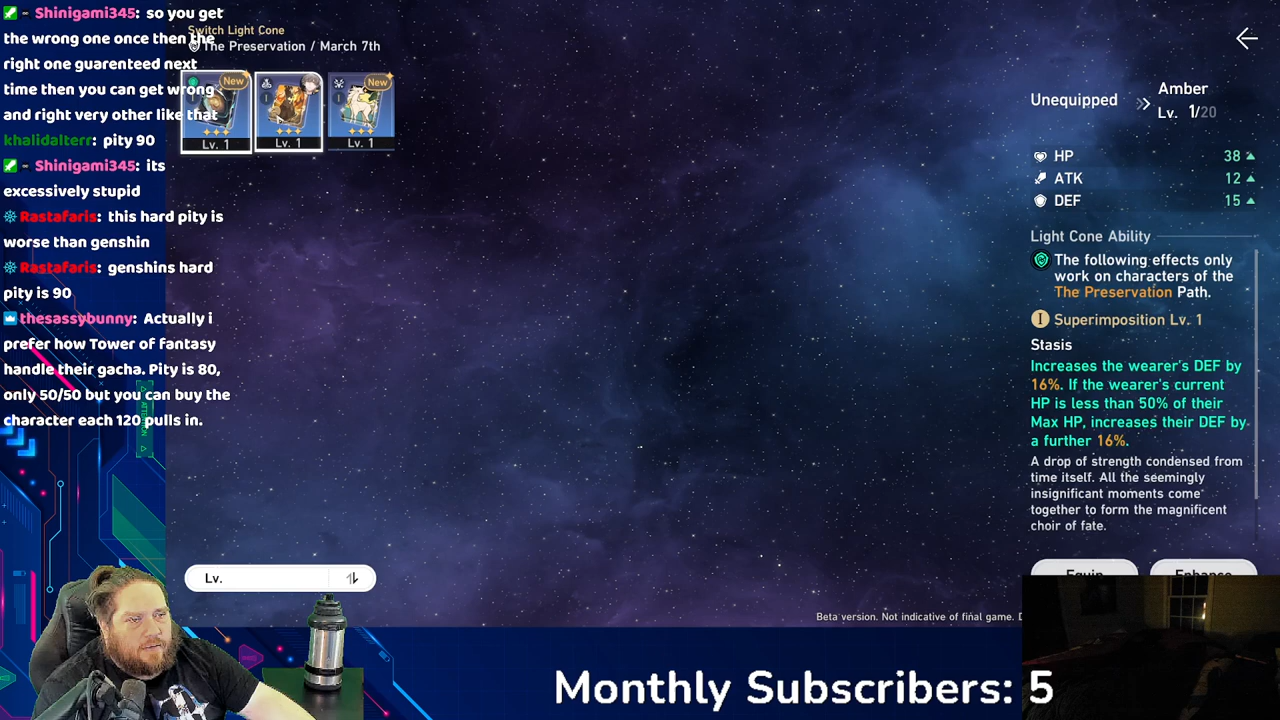 Shinigami345: so you get
the wrong one once then the
right one guarenteed next
time then you can get wrong
and right very other like that
khalidalterr: pity 90
Shinigami345: its
excessively stupid
Rastafaris: this hard pity is
worse than genshin
Rastafaris: genshins hard
pity is 90
thesassybunny: Actually i
prefer how Tower of fantasy
handle their gacha. Pity is 80,
only 50/50 but you can buy the
character each 120 pulls in.
ATTENTION
Switch Light Cone
The Preservation / March 7th
New
New
Lv. 1
Lv. 1
Lv. 1
Lv.
Unequipped
Amber
Lv. 1/20
HP 38
ATK 12
DEF 15
Light Cone Ability
The following effects only
work on characters of the
The Preservation Path.
I Superimposition Lv. 1
Stasis
Increases the wearer's DEF by
16%. If the wearer's current
HP is less than 50% of their
Max HP, increases their DEF by
a further 16%.
A drop of strength condensed from
time itself. All the seemingly
insignificant moments come
together to form the magnificent
choir of fate.
Equip
Enhance
Beta version. Not indicative of final game. D
Monthly Subscribers: 5